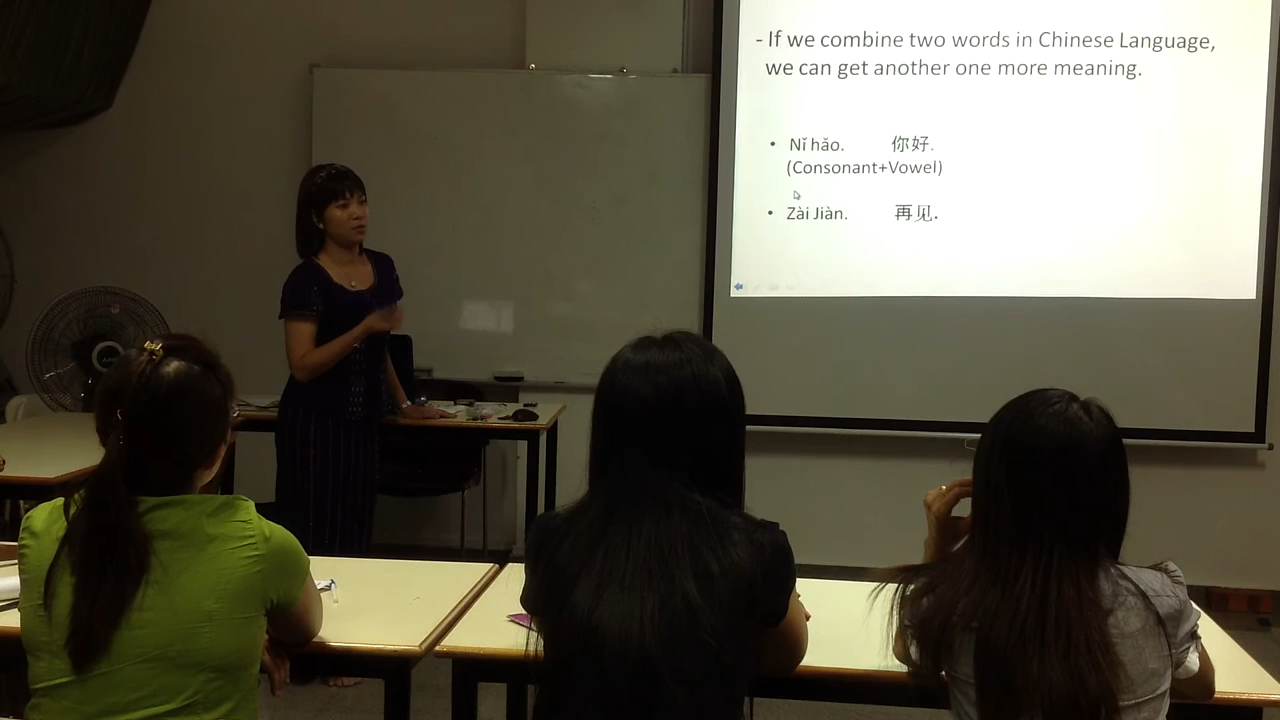 - If we combine two words in Chinese Language,
we can get another one more meaning.
• Nǐ hăo. 你好.
(Consonant+Vowel)
• Zài Jiàn. 再见.